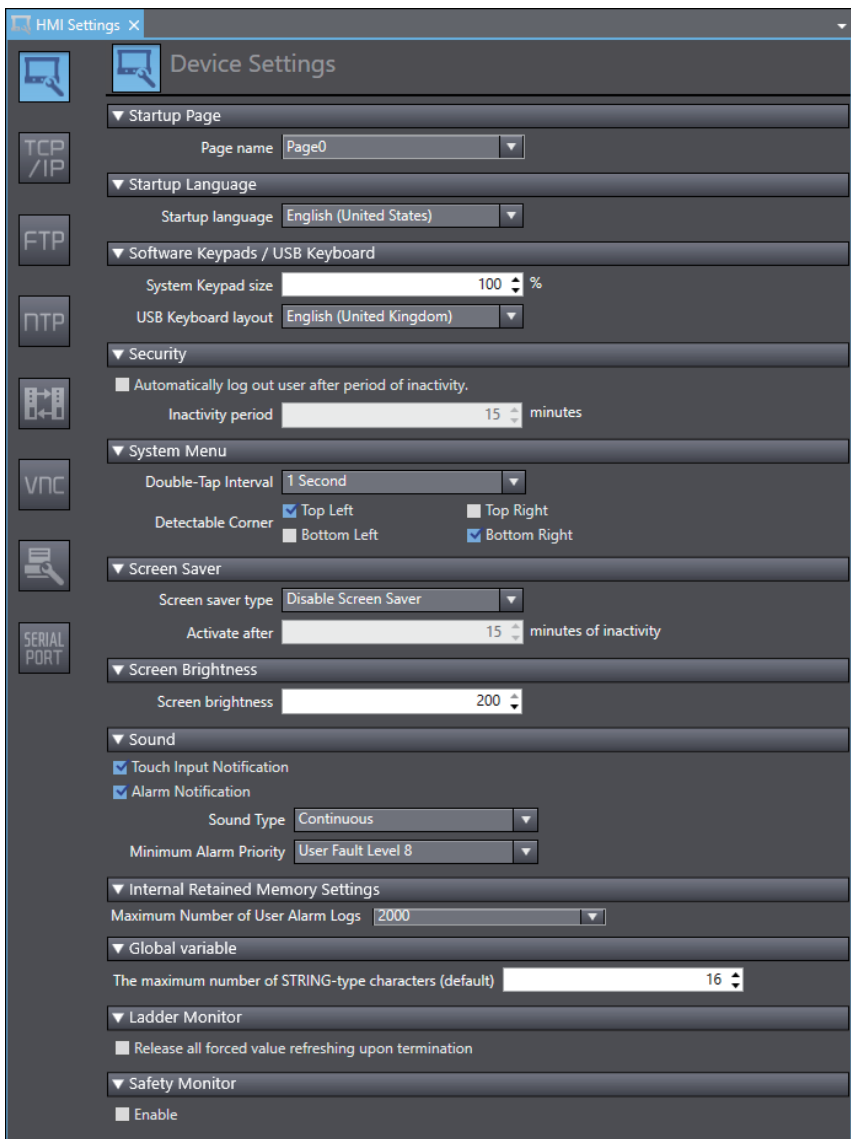 HMI Settings
Device Settings
Startup Page
Page name Page0
TCP
/IP
Startup Language
Startup language English (United States)
FTP
Software Keypads / USB Keyboard
System Keypad size 100 %
USB Keyboard layout English (United Kingdom)
NTP
Security
Automatically log out user after period of inactivity.
Inactivity period 15 minutes
System Menu
Double-Tap Interval 1 Second
VNC
Detectable Corner Top Left Top Right
Bottom Left Bottom Right
Screen Saver
Screen saver type Disable Screen Saver
Activate after 15 minutes of inactivity
SERIAL
PORT
Screen Brightness
Screen brightness 200
Sound
Touch Input Notification
Alarm Notification
Sound Type Continuous
Minimum Alarm Priority User Fault Level 8
Internal Retained Memory Settings
Maximum Number of User Alarm Logs 2000
Global variable
The maximum number of STRING-type characters (default) 16
Ladder Monitor
Release all forced value refreshing upon termination
Safety Monitor
Enable